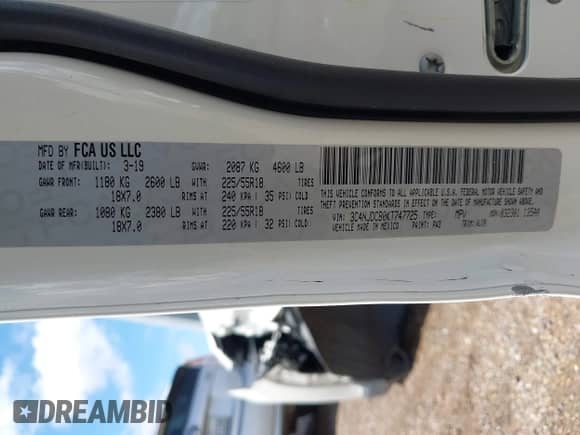 MFD BY FCA US LLC
DATE OF MFR(BUILT): 3-19 GVWR: 2087 KG 4600 LB
GAWR FRONT: 1180 KG 2600 LB WITH 225/55R18 TIRES
18X7.0 RIMS AT 240 KPA ( 35 PSI) COLD
GAWR REAR: 1080 KG 2380 LB WITH 225/55R18 TIRES
18X7.0 RIMS AT 220 KPA ( 32 PSI) COLD
THIS VEHICLE CONFORMS TO ALL APPLICABLE U.S.A. FEDERAL MOTOR VEHICLE SAFETY AND
THEFT PREVENTION STANDARDS IN EFFECT ON THE DATE OF MANUFACTURE SHOWN ABOVE.
VIN: 3C4NJDCB0KT747725 TYPE: MPV MDH: 032301
VEHICLE MADE IN MEXICO PAINT: TRIM:
DREAMBID